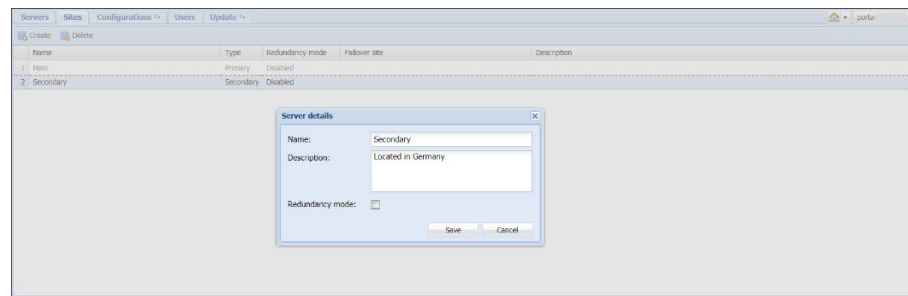 Servers Sites Configurations Users Update porta
Create Delete
Name Type Redundancy mode Failover site Description
1 Main Primary Disabled
2 Secondary Secondary Disabled
Server details
Name: Secondary
Description: Located in Germany
Redundancy mode:
Save Cancel